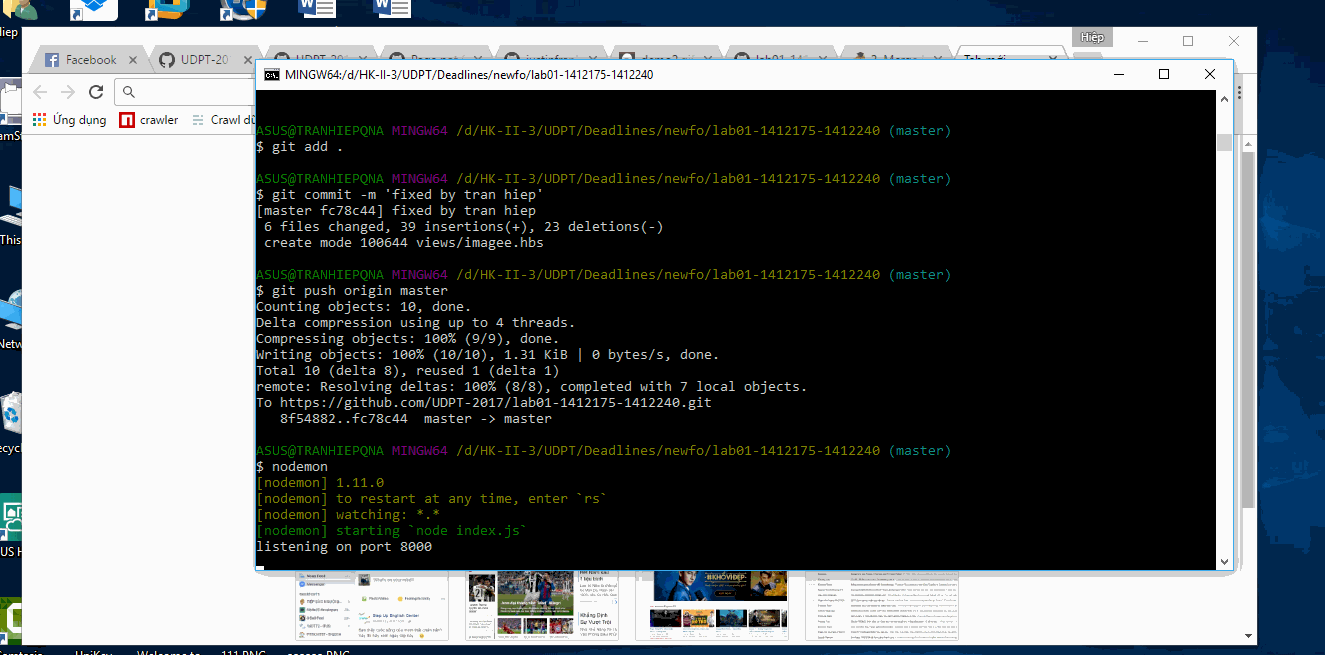 Hiệp
Facebook
UDPT-20
MINGW64:/d/HK-II-3/UDPT/Deadlines/newfo/lab01-1412175-1412240
Ứng dụng
crawler
Crawl dữ
ASUS@TRANHIEPQNA MINGW64 /d/HK-II-3/UDPT/Deadlines/newfo/lab01-1412175-1412240 (master)
$ git add .
ASUS@TRANHIEPQNA MINGW64 /d/HK-II-3/UDPT/Deadlines/newfo/lab01-1412175-1412240 (master)
$ git commit -m 'fixed by tran hiep'
[master fc78c44] fixed by tran hiep
6 files changed, 39 insertions(+), 23 deletions(-)
create mode 100644 views/imagee.hbs
ASUS@TRANHIEPQNA MINGW64 /d/HK-II-3/UDPT/Deadlines/newfo/lab01-1412175-1412240 (master)
$ git push origin master
Counting objects: 10, done.
Delta compression using up to 4 threads.
Compressing objects: 100% (9/9), done.
Writing objects: 100% (10/10), 1.31 KiB | 0 bytes/s, done.
Total 10 (delta 8), reused 1 (delta 1)
remote: Resolving deltas: 100% (8/8), completed with 7 local objects.
To https://github.com/UDPT-2017/lab01-1412175-1412240.git
8f54882..fc78c44 master -> master
ASUS@TRANHIEPQNA MINGW64 /d/HK-II-3/UDPT/Deadlines/newfo/lab01-1412175-1412240 (master)
$ nodemon
[nodemon] 1.11.0
[nodemon] to restart at any time, enter `rs`
[nodemon] watching: *.*
[nodemon] starting `node index.js`
listening on port 8000